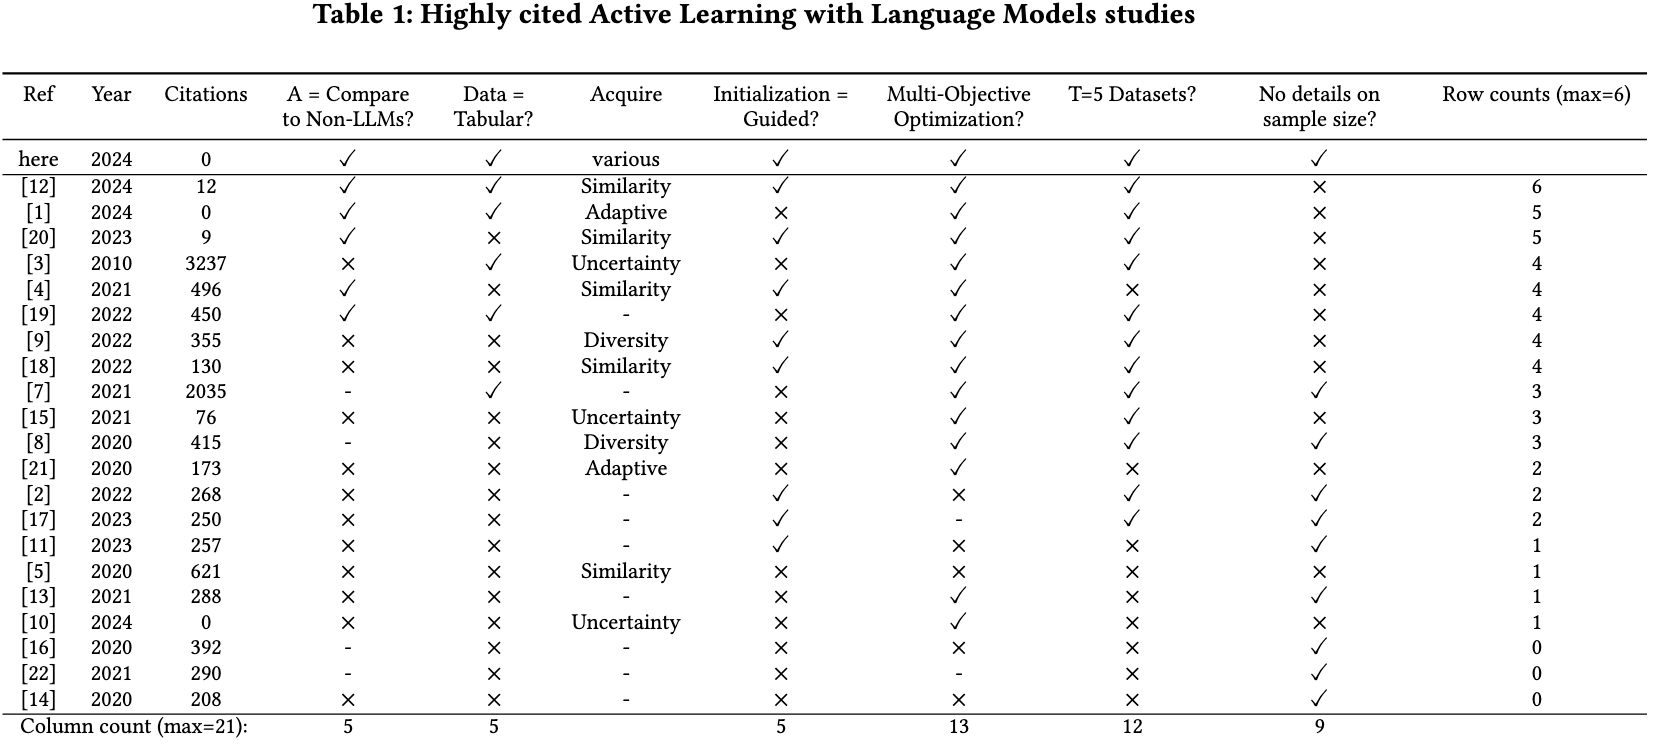 Table 1: Highly cited Active Learning with Language Models studies
Ref Year Citations A = Compare to Non-LLMs? Data = Tabular? Acquire Initialization = Guided? Multi-Objective Optimization? T=5 Datasets? No details on sample size? Row counts (max=6)
here 2024 0 ✓ ✓ various ✓ ✓ ✓ ✓
[12] 2024 12 ✓ ✓ Similarity ✓ ✓ ✓ × 6
[1] 2024 0 ✓ ✓ Adaptive × ✓ ✓ × 5
[20] 2023 9 ✓ × Similarity ✓ ✓ ✓ × 5
[3] 2010 3237 × ✓ Uncertainty × ✓ ✓ × 4
[4] 2021 496 ✓ × Similarity ✓ ✓ × × 4
[19] 2022 450 ✓ ✓ - × ✓ ✓ × 4
[9] 2022 355 × × Diversity ✓ ✓ ✓ × 4
[18] 2022 130 × × Similarity ✓ ✓ ✓ × 4
[7] 2021 2035 - ✓ - × ✓ ✓ ✓ 3
[15] 2021 76 × × Uncertainty × ✓ ✓ × 3
[8] 2020 415 - × Diversity × ✓ ✓ ✓ 3
[21] 2020 173 × × Adaptive × ✓ × × 2
[2] 2022 268 × × - ✓ × ✓ ✓ 2
[17] 2023 250 × × - ✓ - ✓ ✓ 2
[11] 2023 257 × × - ✓ × × ✓ 1
[5] 2020 621 × × Similarity × × × × 1
[13] 2021 288 × × - × ✓ × ✓ 1
[10] 2024 0 × × Uncertainty × ✓ × × 1
[16] 2020 392 - × - × × × ✓ 0
[22] 2021 290 - × - × - × ✓ 0
[14] 2020 208 × × - × × × ✓ 0
Column count (max=21): 5 5 5 13 12 9